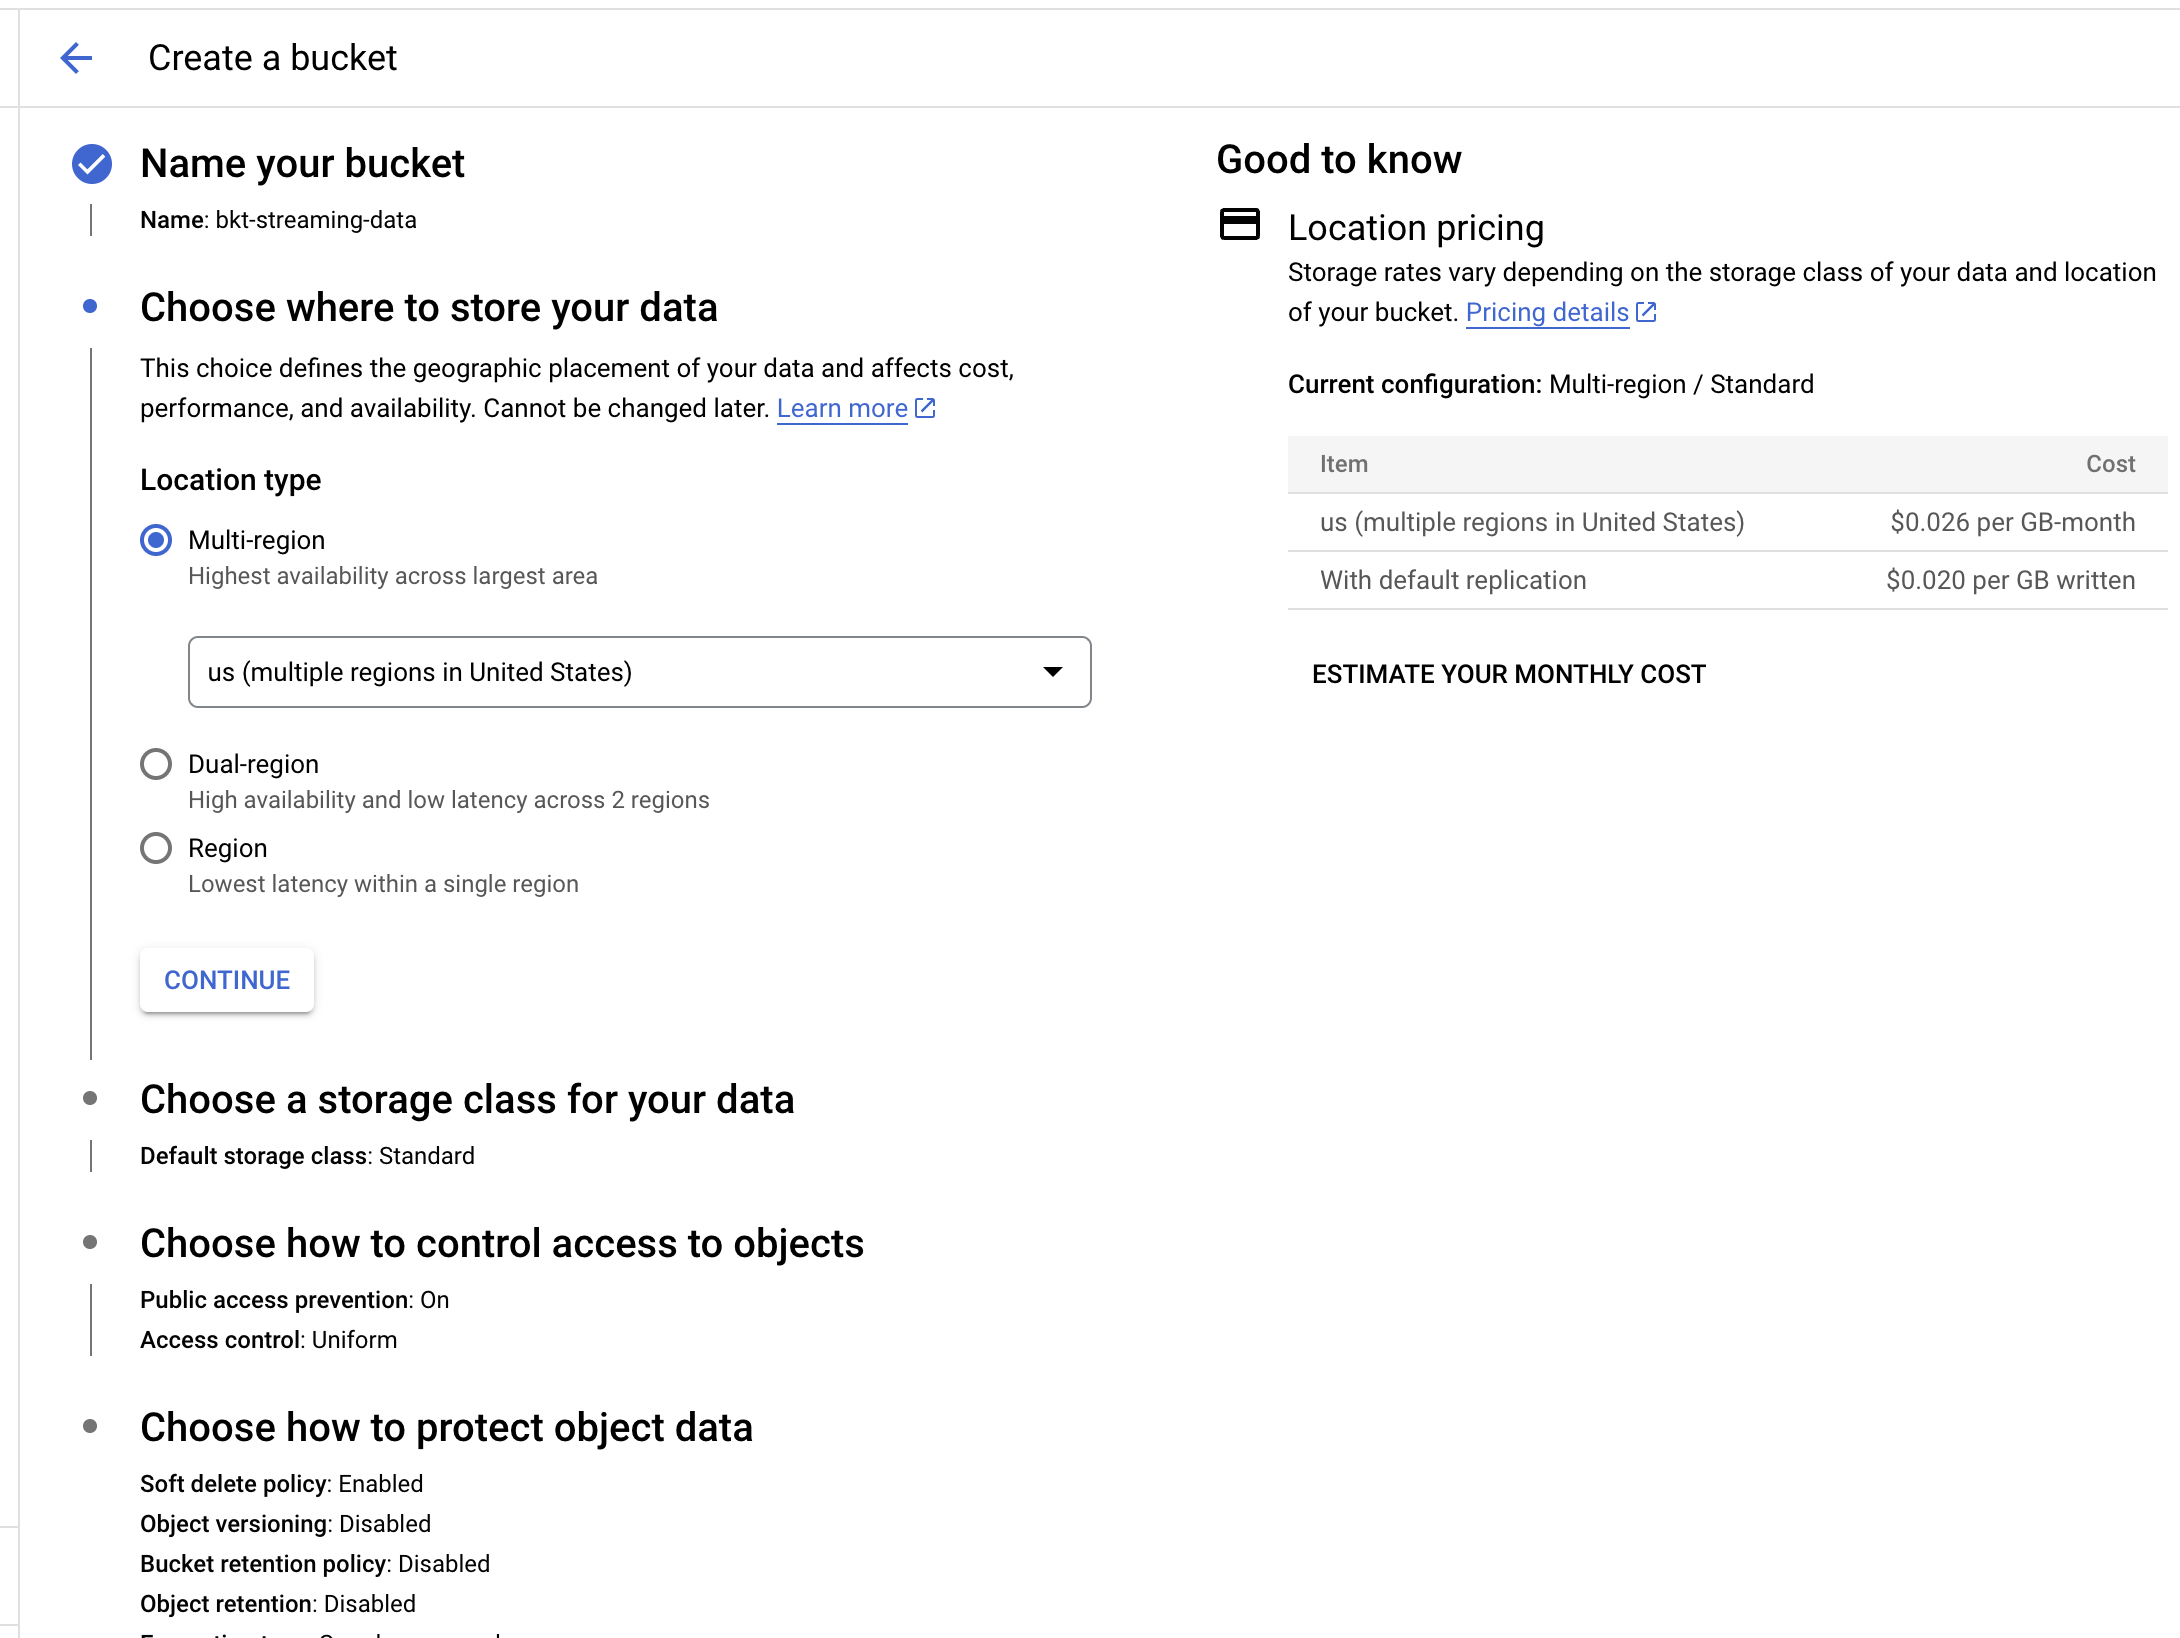 Create a bucket
Name your bucket
Name: bkt-streaming-data
Choose where to store your data
This choice defines the geographic placement of your data and affects cost,
performance, and availability. Cannot be changed later. Learn more
Location type
Multi-region
Highest availability across largest area
us (multiple regions in United States)
Dual-region
High availability and low latency across 2 regions
Region
Lowest latency within a single region
CONTINUE
Choose a storage class for your data
Default storage class: Standard
Choose how to control access to objects
Public access prevention: On
Access control: Uniform
Choose how to protect object data
Soft delete policy: Enabled
Object versioning: Disabled
Bucket retention policy: Disabled
Object retention: Disabled
Good to know
Location pricing
Storage rates vary depending on the storage class of your data and location
of your bucket. Pricing details
Current configuration: Multi-region / Standard
Item Cost
us (multiple regions in United States) $0.026 per GB-month
With default replication $0.020 per GB written
ESTIMATE YOUR MONTHLY COST